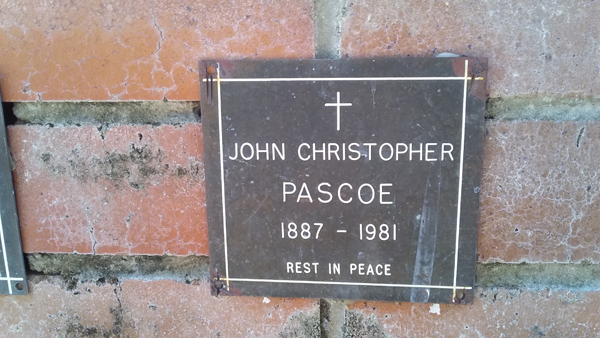 JOHN CHRISTOPHER
PASCOE
1887 - 1981
REST IN PEACE